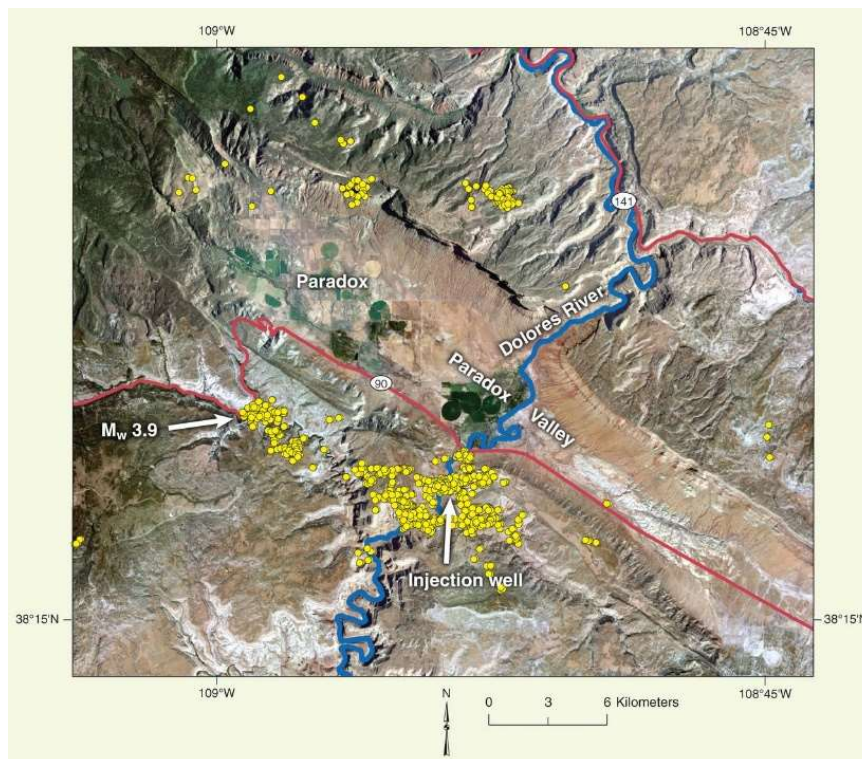 109°W
108°45'W
141
Paradox
Dolores River
Paradox
Valley
90
M_w 3.9
Injection well
38°15'N
38°15'N
109°W
108°45'W
N
0 3 6 Kilometers